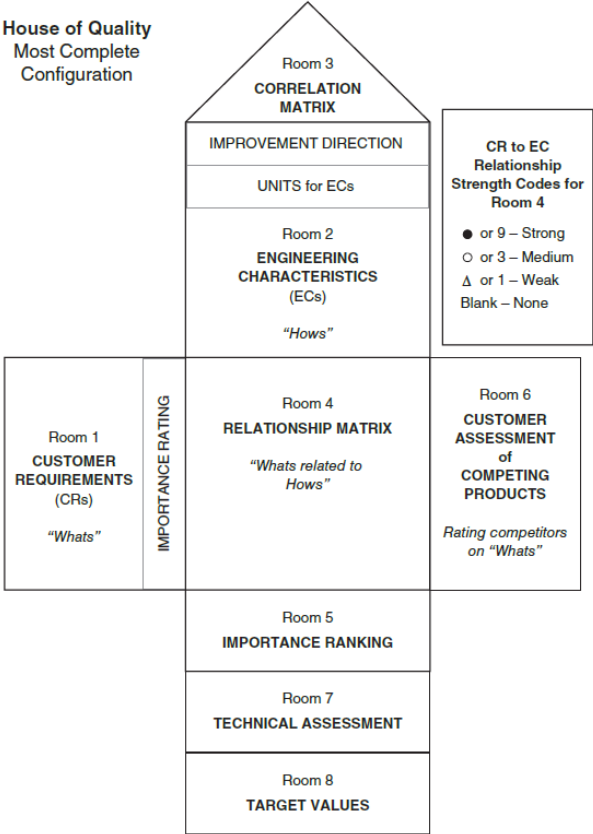 House of Quality
Most Complete
Configuration
Room 3
CORRELATION
MATRIX
IMPROVEMENT DIRECTION
UNITS for ECs
Room 2
ENGINEERING
CHARACTERISTICS
(ECs)
“Hows”
CR to EC
Relationship
Strength Codes for
Room 4
● or 9 – Strong
○ or 3 – Medium
Δ or 1 – Weak
Blank – None
Room 1
CUSTOMER
REQUIREMENTS
(CRs)
“Whats”
IMPORTANCE RATING
Room 4
RELATIONSHIP MATRIX
“Whats related to
Hows”
Room 6
CUSTOMER
ASSESSMENT
of
COMPETING
PRODUCTS
Rating competitors
on “Whats”
Room 5
IMPORTANCE RANKING
Room 7
TECHNICAL ASSESSMENT
Room 8
TARGET VALUES